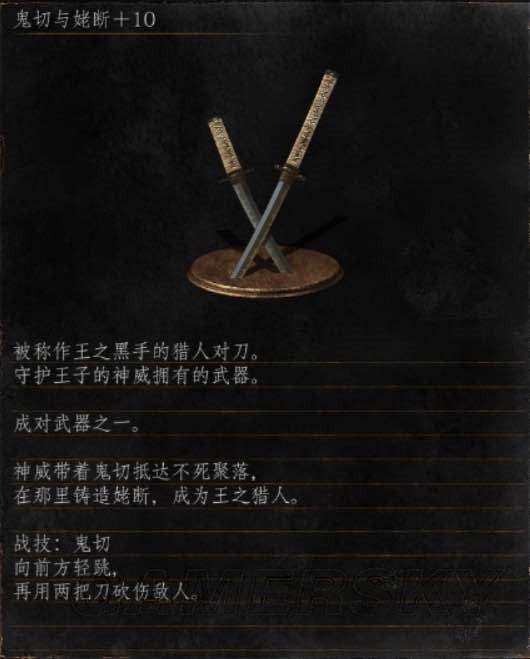 鬼切与姥断＋10
被称作王之黑手的猎人对刀。
守护王子的神威拥有的武器。
成对武器之一。
神威带着鬼切抵达不死聚落，
在那里铸造姥断，成为王之猎人。
战技：鬼切
向前方轻跳，
再用两把刀砍伤敌人。
GAMERSKY